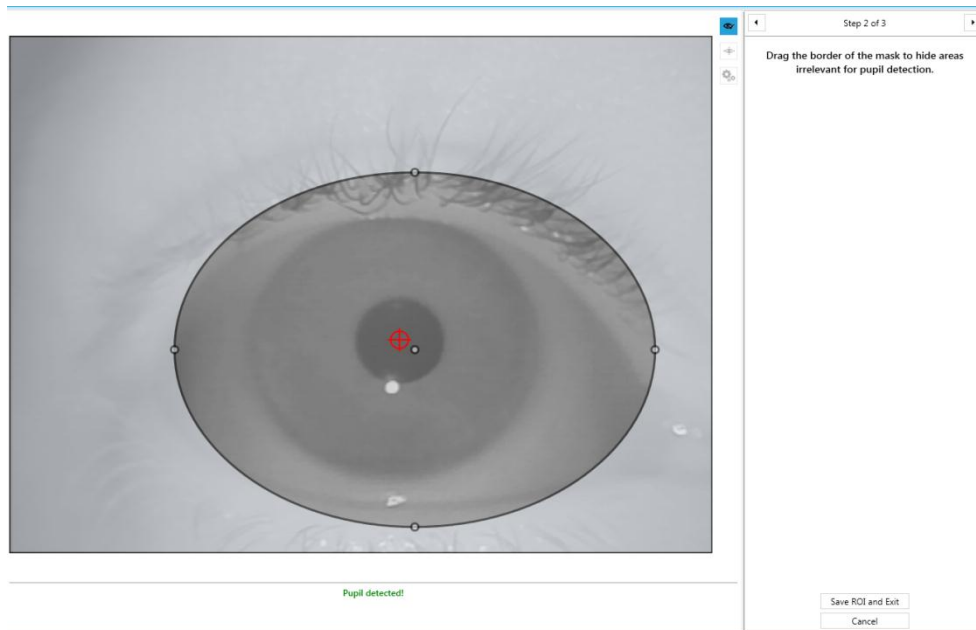 Step 2 of 3
Drag the border of the mask to hide areas
irrelevant for pupil detection.
Pupil detected!
Save ROI and Exit
Cancel